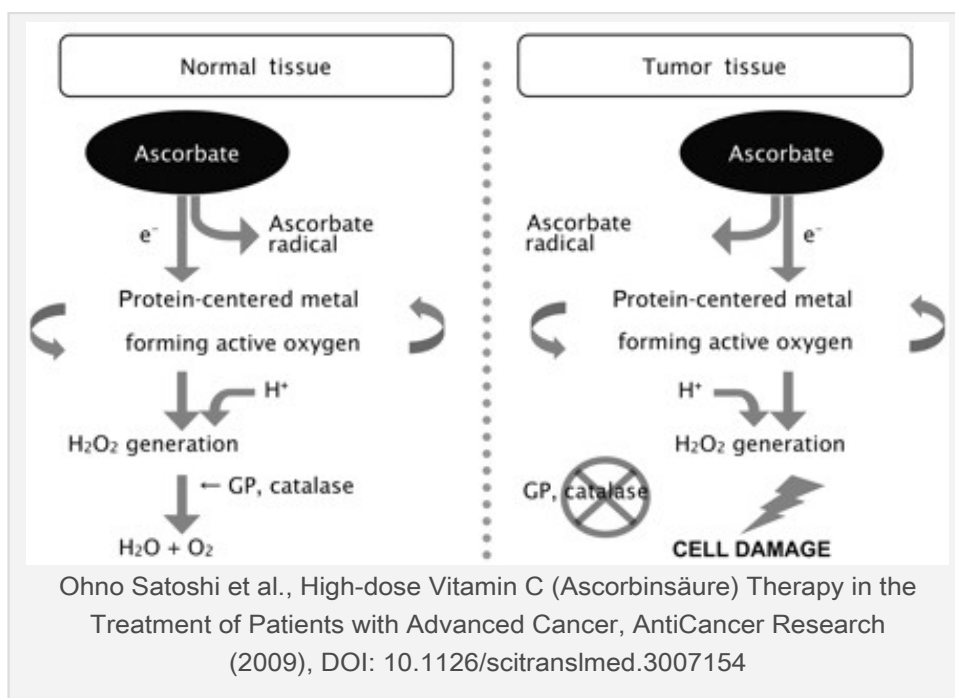 Normal tissue
Ascorbate
e⁻
Ascorbate
radical
Protein-centered metal
forming active oxygen
H⁺
H₂O₂ generation
← GP, catalase
H₂O + O₂
Tumor tissue
Ascorbate
Ascorbate
radical
e⁻
Protein-centered metal
forming active oxygen
H⁺
H₂O₂ generation
GP, catalase
CELL DAMAGE
Ohno Satoshi et al., High-dose Vitamin C (Ascorbinsäure) Therapy in the
Treatment of Patients with Advanced Cancer, AntiCancer Research
(2009), DOI: 10.1126/scitranslmed.3007154